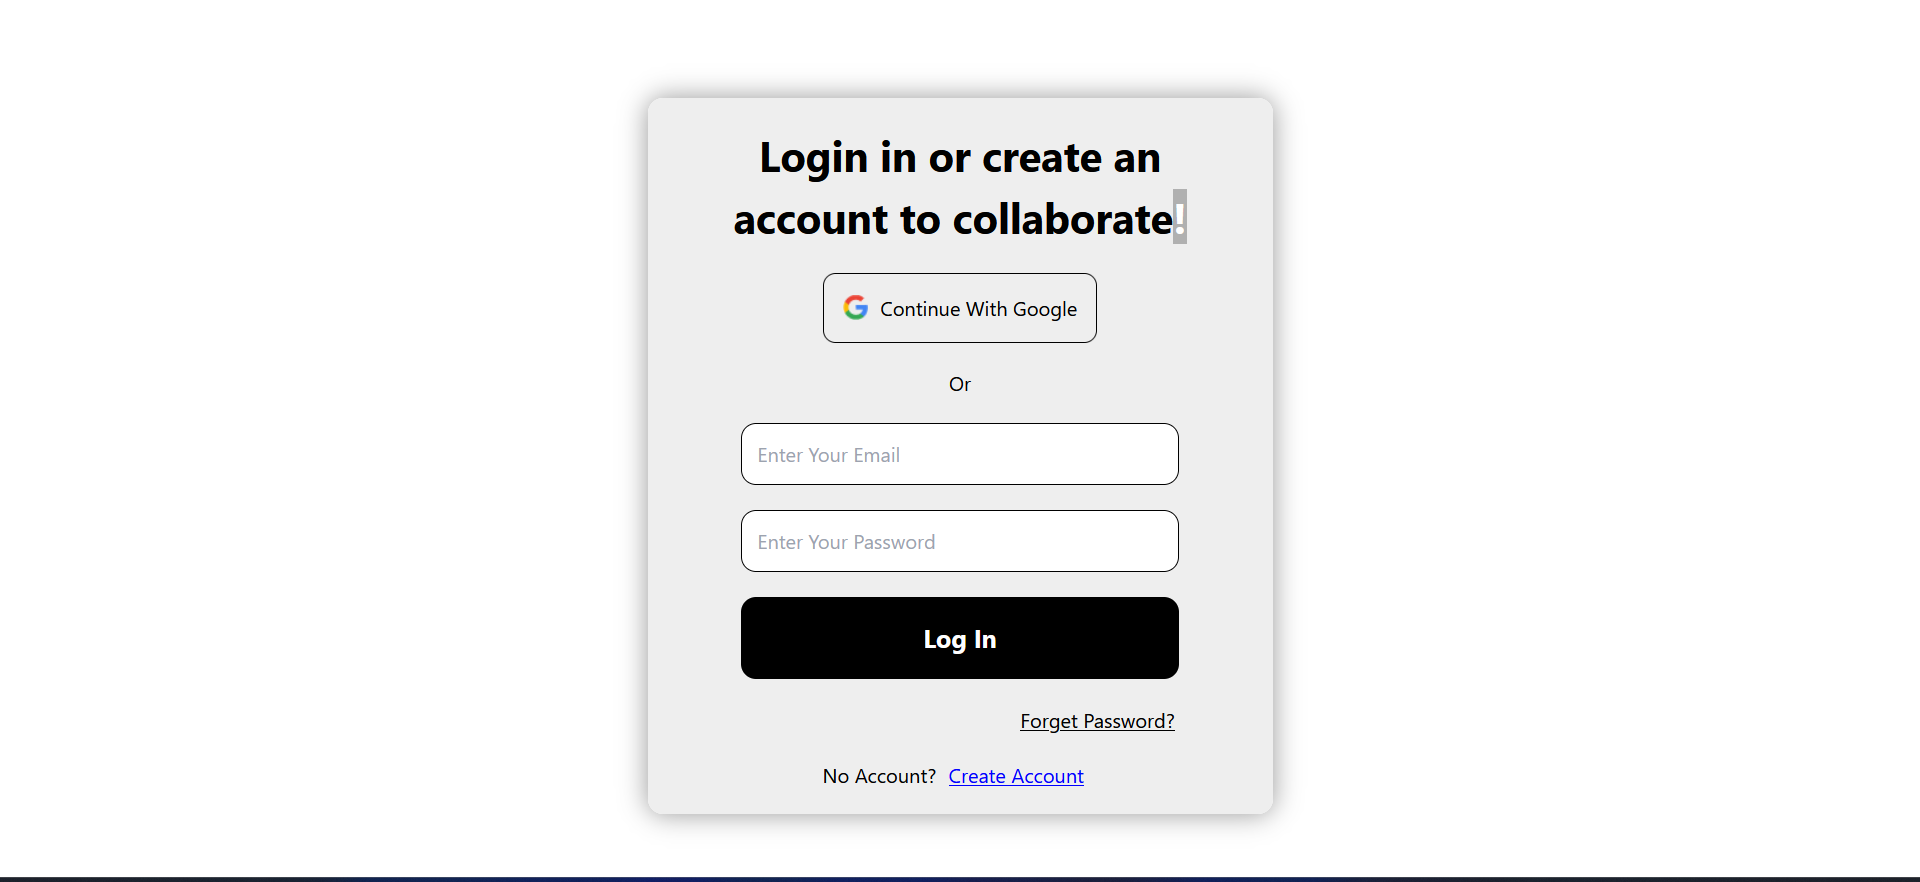 Login in or create an
account to collaborate!
Continue With Google
Or
Enter Your Email
Enter Your Password
Log In
Forget Password?
No Account? Create Account